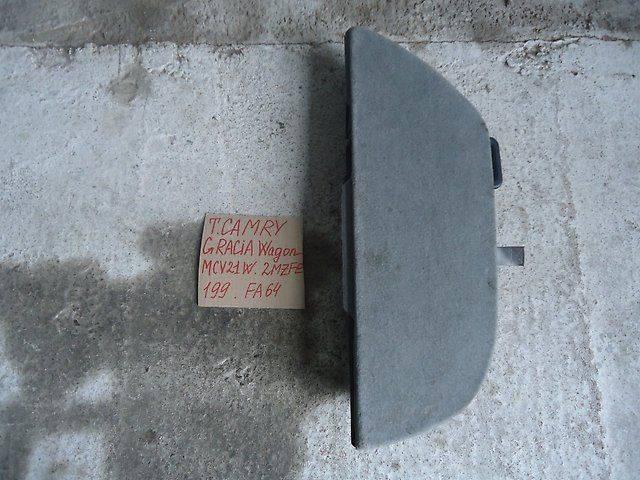 T.CAMRY
GRACIA Wagon
MCV21W. 2MZFE
199. FA64